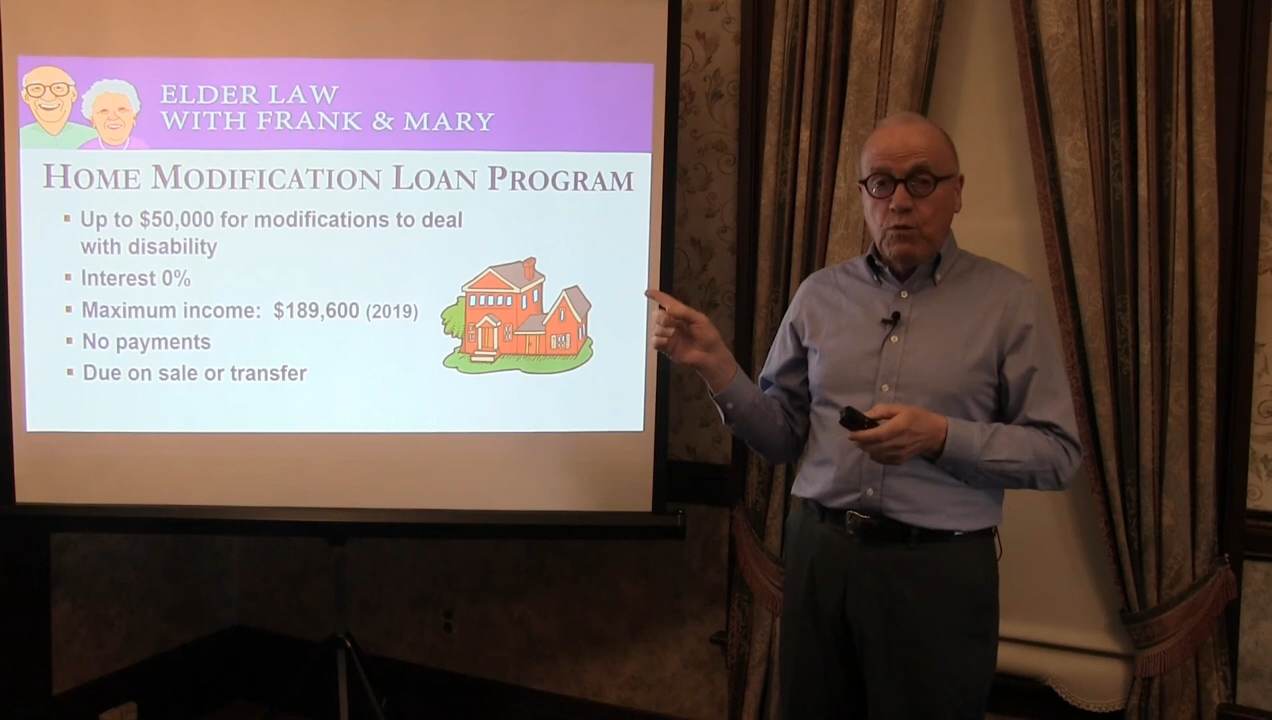 ELDER LAW
WITH FRANK & MARY
HOME MODIFICATION LOAN PROGRAM
▪ Up to $50,000 for modifications to deal
with disability
▪ Interest 0%
▪ Maximum income: $189,600 (2019)
▪ No payments
▪ Due on sale or transfer